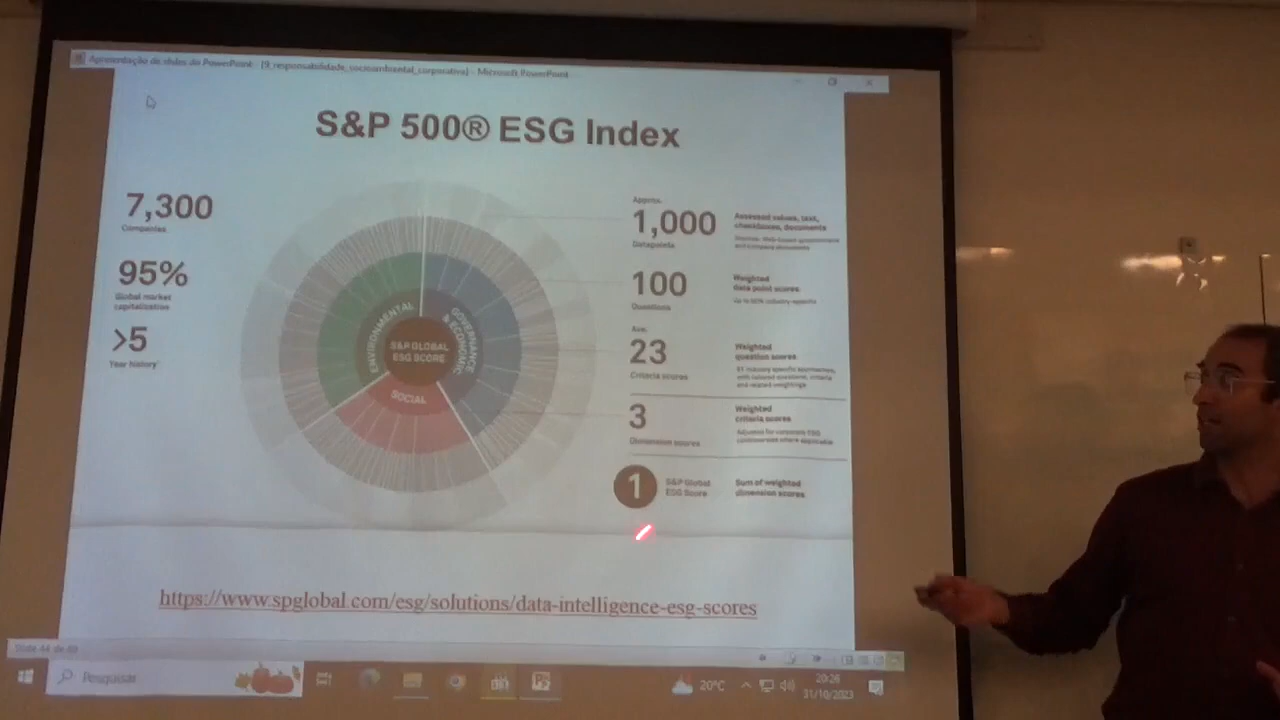 Apresentação de slides do PowerPoint - [9_responsabilidade_socioambiental_corporativa] - Microsoft PowerPoint
S&P 500® ESG Index
7,300
Companies
95%
Global market
capitalization
>5
Year history
ENVIRONMENTAL
GOVERNANCE
& ECONOMIC
SOCIAL
S&P GLOBAL
ESG SCORE
Approx.
1,000
Datapoints
Assessed values, text,
checkboxes, documents
100
Questions
Weighted
data point scores
Ave.
23
Criteria scores
Weighted
question scores
3
Dimension scores
Weighted
criteria scores
1
S&P Global
ESG Score
Sum of weighted
dimension scores
https://www.spglobal.com/esg/solutions/data-intelligence-esg-scores
Pesquisar
20°C
20:26
31/10/2023